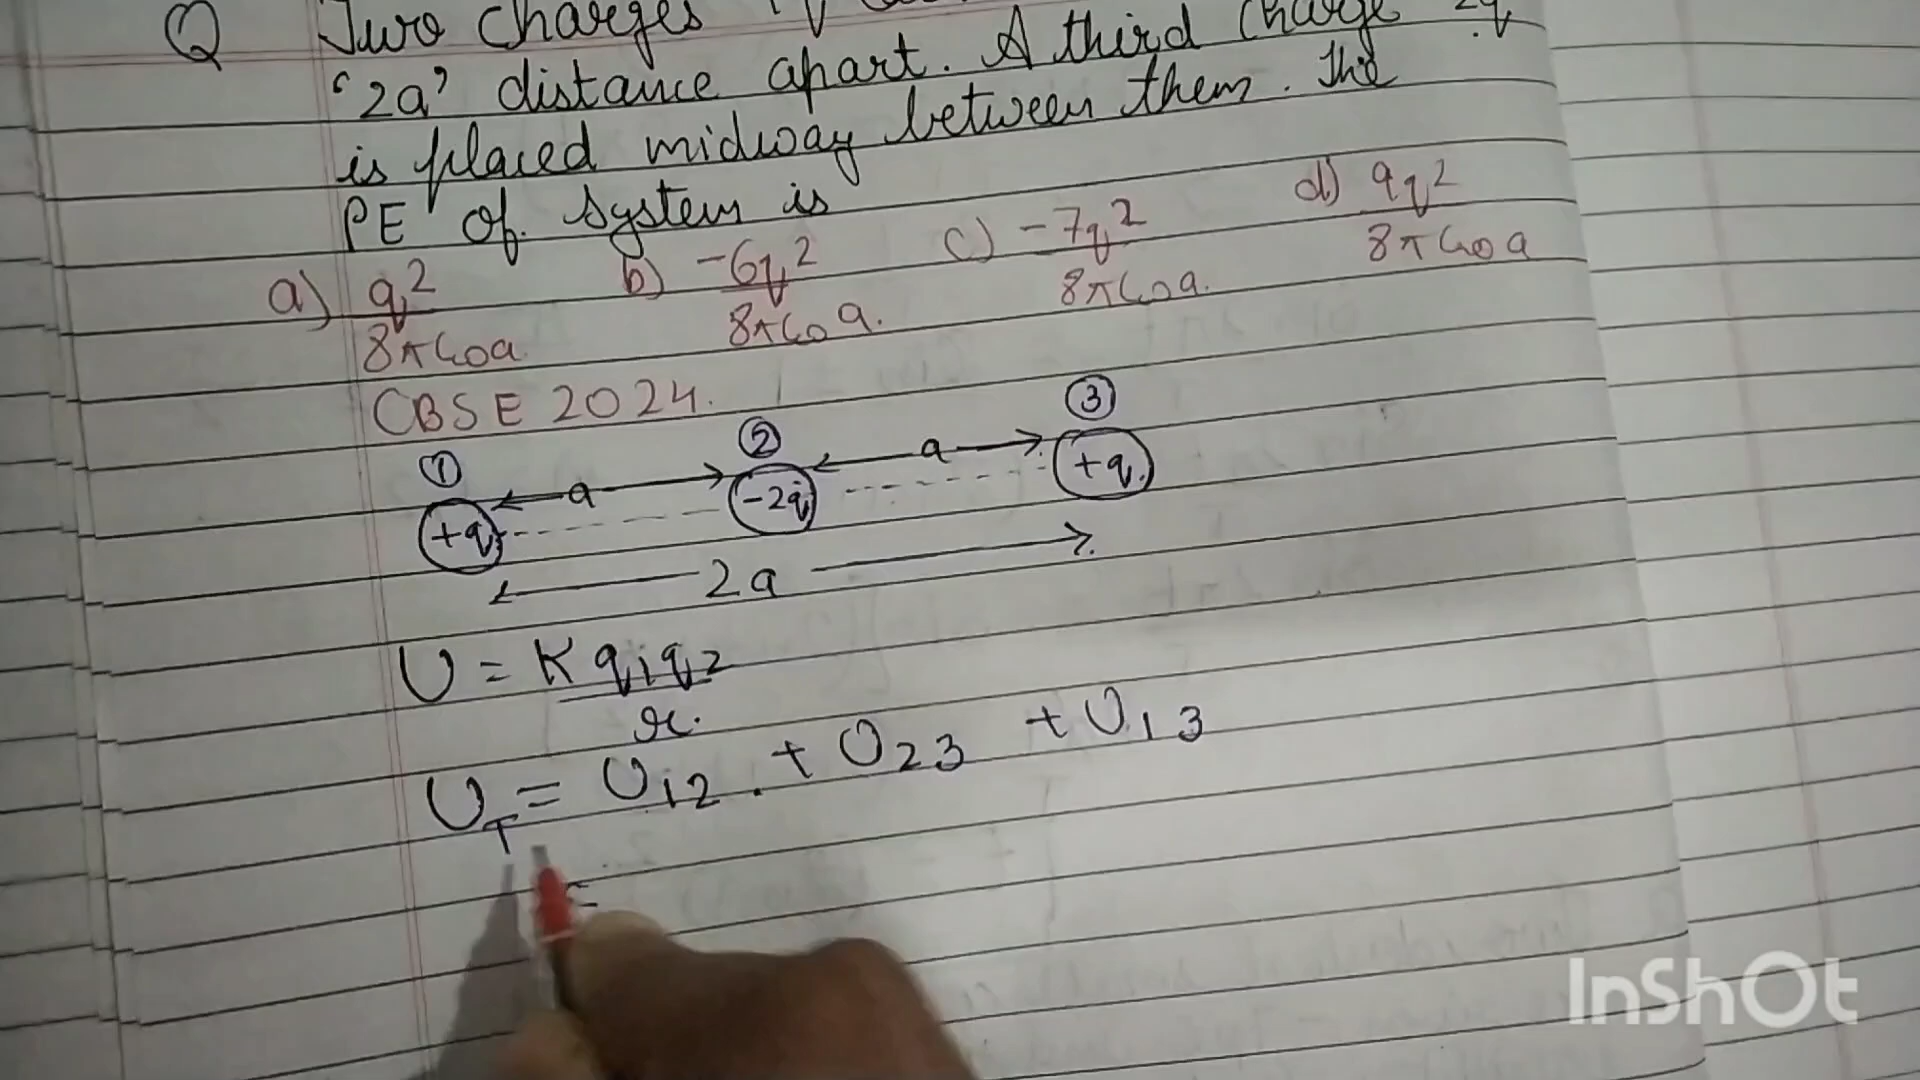 Q Two charges
'2a' distance apart. A third charge 2q
is placed midway between them. The
PE of system is
a) q²/8πϵ₀a b) -6q²/8πϵ₀a. c) -7q²/8πϵ₀a. d) 9q²/8πϵ₀a
CBSE 2024.
① ② ③
+q a -2q a +q
2a
U = K q₁q₂/r.
U_T = U₁₂ + U₂₃ + U₁₃
=
InShOt